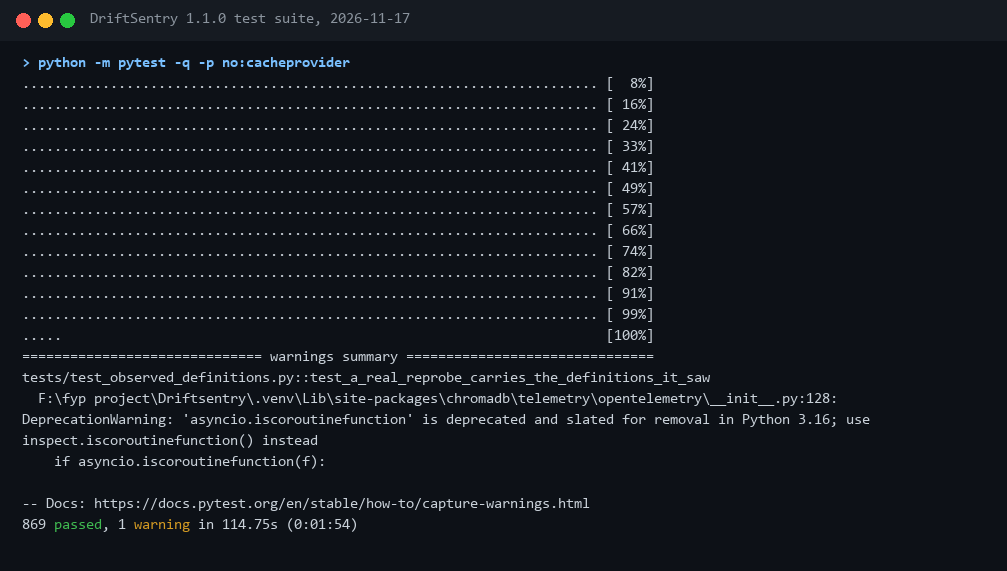 DriftSentry 1.1.0 test suite, 2026-11-17
> python -m pytest -q -p no:cacheprovider
........................................................................ [  8%]
........................................................................ [ 16%]
........................................................................ [ 24%]
........................................................................ [ 33%]
........................................................................ [ 41%]
........................................................................ [ 49%]
........................................................................ [ 57%]
........................................................................ [ 66%]
........................................................................ [ 74%]
........................................................................ [ 82%]
........................................................................ [ 91%]
........................................................................ [ 99%]
.....                                                                    [100%]
============================== warnings summary ===============================
tests/test_observed_definitions.py::test_a_real_reprobe_carries_the_definitions_it_saw
  F:\fyp project\Driftsentry\.venv\Lib\site-packages\chromadb\telemetry\opentelemetry\__init__.py:128:
DeprecationWarning: 'asyncio.iscoroutinefunction' is deprecated and slated for removal in Python 3.16; use
inspect.iscoroutinefunction() instead
    if asyncio.iscoroutinefunction(f):
-- Docs: https://docs.pytest.org/en/stable/how-to/capture-warnings.html
869 passed, 1 warning in 114.75s (0:01:54)